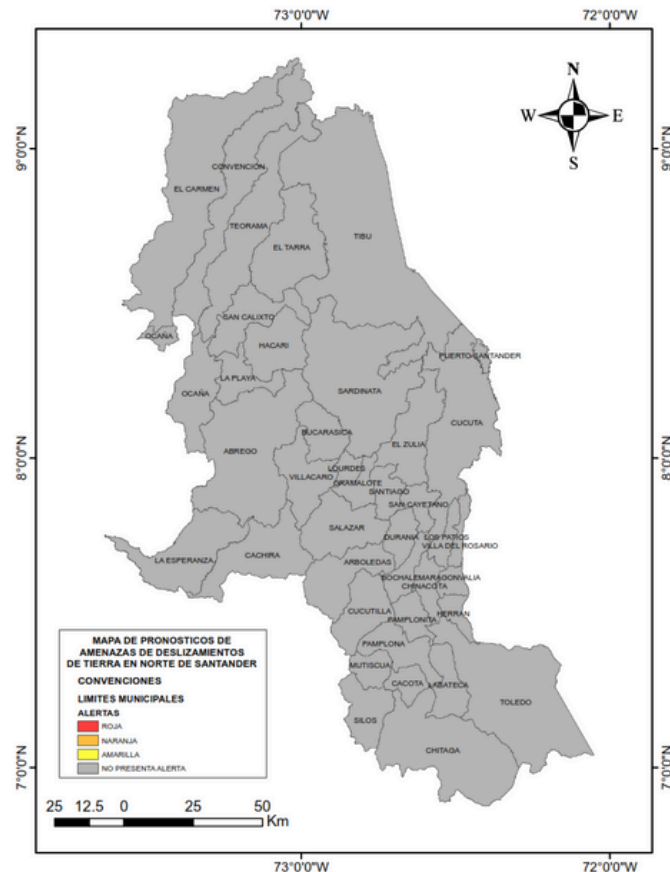 73°0'0"W 72°0'0"W
N
W E
S
9°0'0"N 9°0'0"N
CONVENCIÓN
EL CARMEN
TEORAMA
EL TARRA
TIBU
SAN CALIXTO
OCAÑA
HACARI
PUERTO SANTANDER
LA PLAYA
OCAÑA
SARDINATA
CUCUTA
BUCARASICA
EL ZULIA
ABREGO
8°0'0"N 8°0'0"N
LOURDES
VILLACARO
GRAMALOTE
SANTIAGO
SAN CAYETANO
SALAZAR
DURANIA
LOS PATIOS
VILLA DEL ROSARIO
LA ESPERANZA
CACHIRA
ARBOLEDAS
BOCHALEMA
RAGONVALIA
CHINACOTA
CUCUTILLA
PAMPLONITA
HERRAN
PAMPLONA
MUTISCUA
CACOTA
LABATECA
TOLEDO
SILOS
CHITAGA
7°0'0"N 7°0'0"N
MAPA DE PRONOSTICOS DE
AMENAZAS DE DESLIZAMIENTOS
DE TIERRA EN NORTE DE SANTANDER
CONVENCIONES
LIMITES MUNICIPALES
ALERTAS
ROJA
NARANJA
AMARILLA
NO PRESENTA ALERTA
25 12.5 0 25 50
Km
73°0'0"W 72°0'0"W